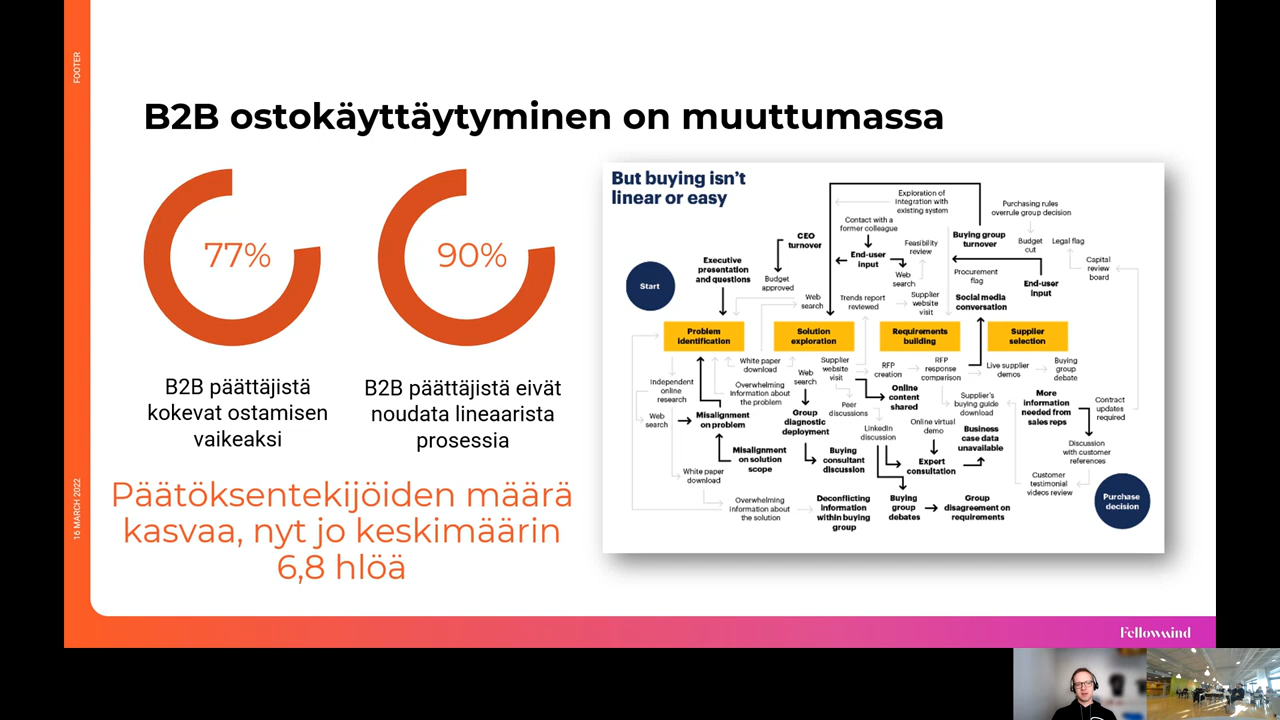 FOOTER
16 MARCH 2022
B2B ostokäyttäytyminen on muuttumassa
77%
B2B päättäjistä
kokevat ostamisen
vaikeaksi
90%
B2B päättäjistä eivät
noudata lineaarista
prosessia
Päätöksentekijöiden määrä
kasvaa, nyt jo keskimäärin
6,8 hlöä
But buying isn't
linear or easy
Start
Executive
presentation
and questions
CEO
turnover
Budget
approved
Web
search
Exploration of
integration with
existing system
Contact with a
former colleague
End-user
input
Feasibility
review
Web
search
Trends report
reviewed
Supplier
website
visit
Buying group
turnover
Procurement
flag
Social media
conversation
Purchasing rules
overrule group decision
Budget
cut
Legal flag
Capital
review
board
End-user
input
Problem
identification
Solution
exploration
Requirements
building
Supplier
selection
Independent
online
research
Web
search
White paper
download
Overwhelming
information about
the problem
Misalignment
on problem
Misalignment
on solution
scope
White paper
download
Overwhelming
information about
the solution
Web
search
Supplier
website
visit
Group
diagnostic
deployment
Peer
discussions
Buying
consultant
discussion
Deconflicting
information
within buying
group
LinkedIn
discussion
RFP
creation
RFP
response
comparison
Online
content
shared
Online virtual
demo
Expert
consultation
Buying
group
debates
Group
disagreement on
requirements
Supplier's
buying guide
download
Business
case data
unavailable
Live supplier
demos
Buying
group
debate
More
information
needed from
sales reps
Contract
updates
required
Discussion
with customer
references
Customer
testimonial
videos review
Purchase
decision
Fellowmind